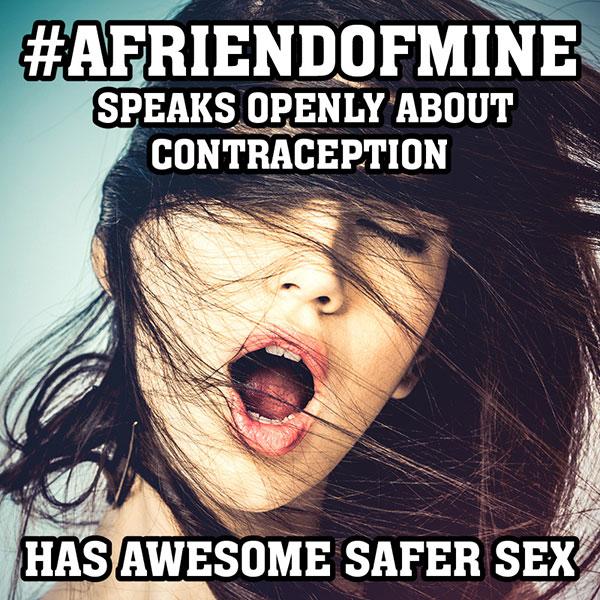 #AFRIENDOFMINE
SPEAKS OPENLY ABOUT
CONTRACEPTION
HAS AWESOME SAFER SEX